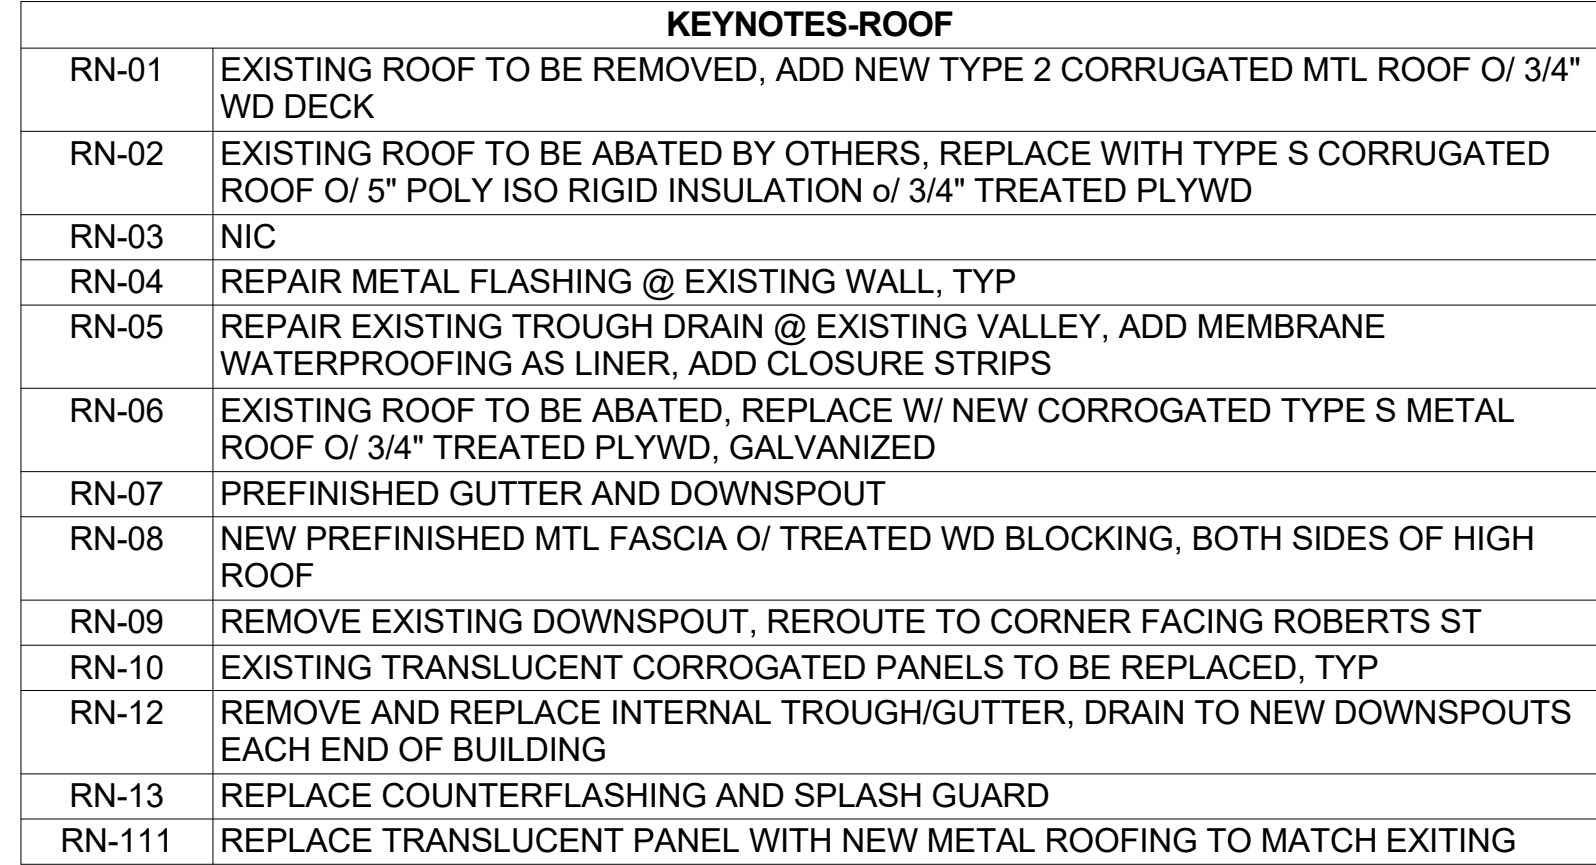 KEYNOTES-ROOF
RN-01 EXISTING ROOF TO BE REMOVED, ADD NEW TYPE 2 CORRUGATED MTL ROOF O/ 3/4"
WD DECK
RN-02 EXISTING ROOF TO BE ABATED BY OTHERS, REPLACE WITH TYPE S CORRUGATED
ROOF O/ 5" POLY ISO RIGID INSULATION o/ 3/4" TREATED PLYWD
RN-03 NIC
RN-04 REPAIR METAL FLASHING @ EXISTING WALL, TYP
RN-05 REPAIR EXISTING TROUGH DRAIN @ EXISTING VALLEY, ADD MEMBRANE
WATERPROOFING AS LINER, ADD CLOSURE STRIPS
RN-06 EXISTING ROOF TO BE ABATED, REPLACE W/ NEW CORROGATED TYPE S METAL
ROOF O/ 3/4" TREATED PLYWD, GALVANIZED
RN-07 PREFINISHED GUTTER AND DOWNSPOUT
RN-08 NEW PREFINISHED MTL FASCIA O/ TREATED WD BLOCKING, BOTH SIDES OF HIGH
ROOF
RN-09 REMOVE EXISTING DOWNSPOUT, REROUTE TO CORNER FACING ROBERTS ST
RN-10 EXISTING TRANSLUCENT CORROGATED PANELS TO BE REPLACED, TYP
RN-12 REMOVE AND REPLACE INTERNAL TROUGH/GUTTER, DRAIN TO NEW DOWNSPOUTS
EACH END OF BUILDING
RN-13 REPLACE COUNTERFLASHING AND SPLASH GUARD
RN-111 REPLACE TRANSLUCENT PANEL WITH NEW METAL ROOFING TO MATCH EXITING